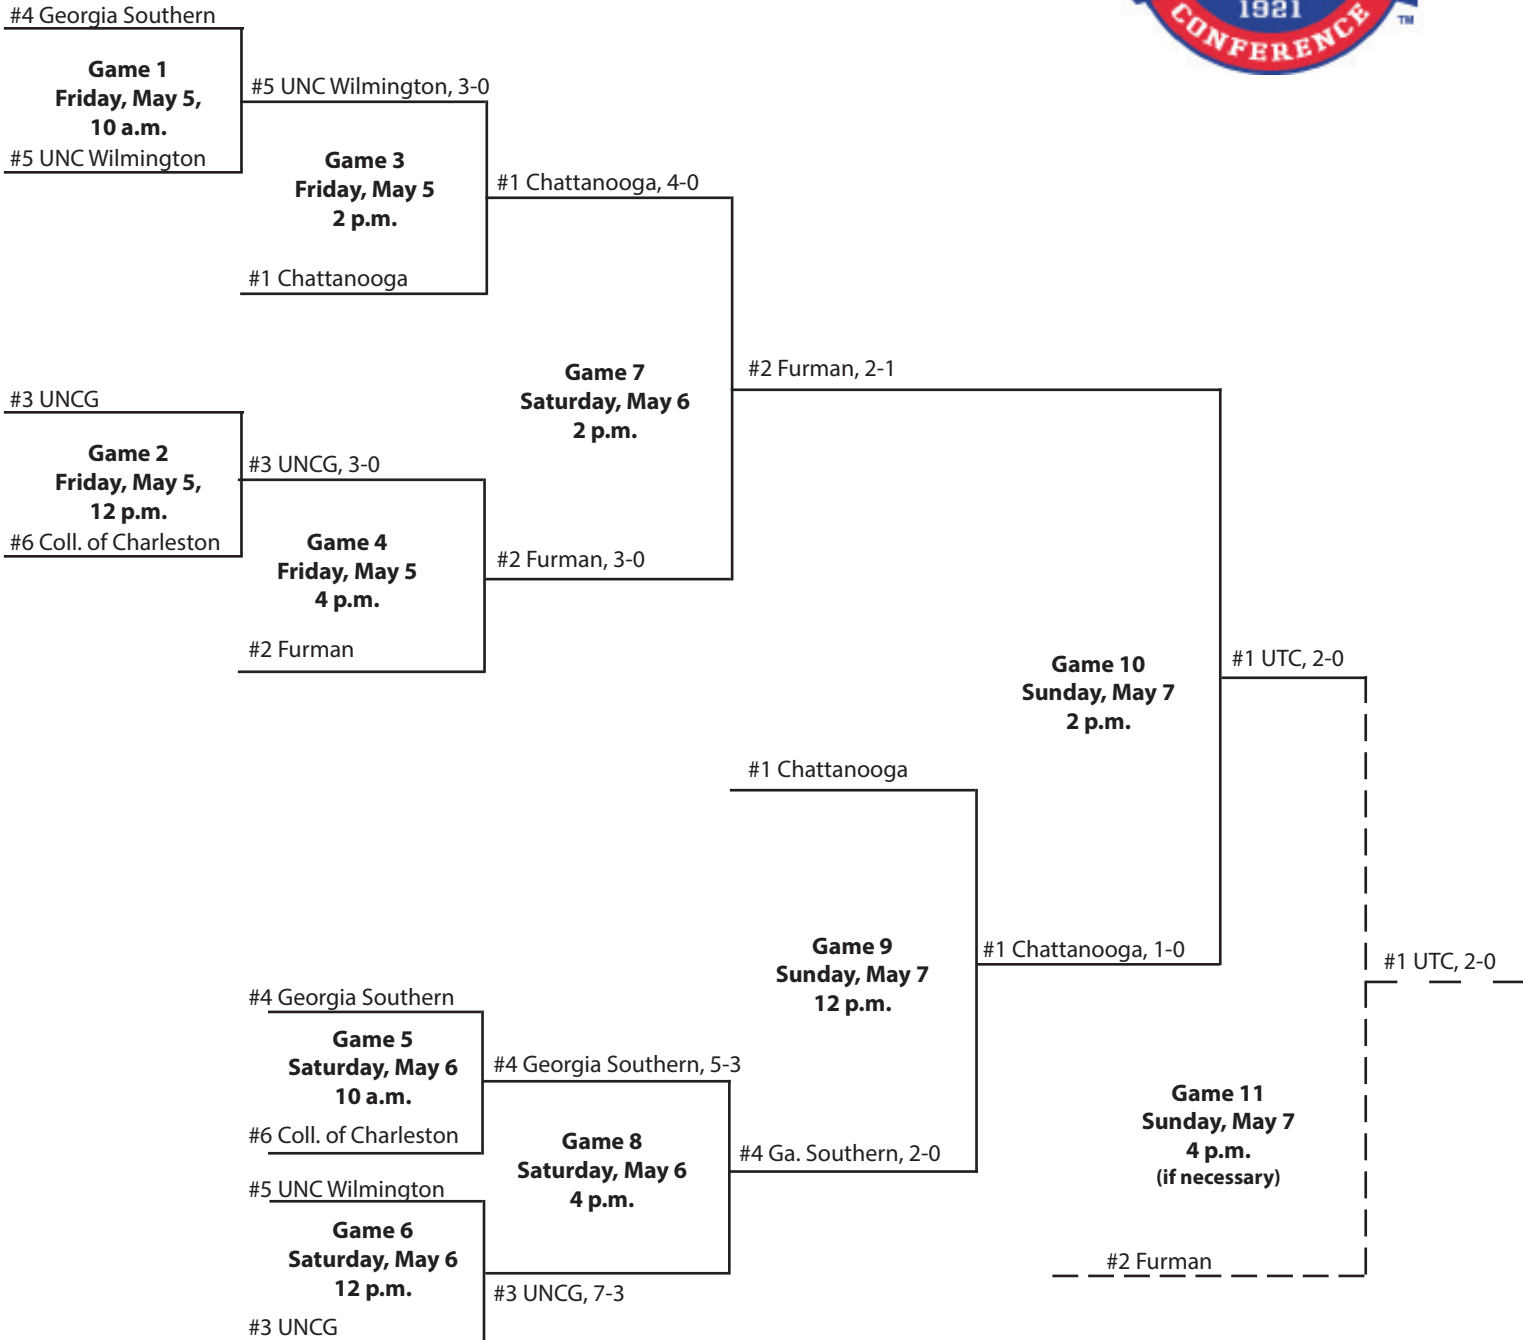 #4 Georgia Southern
Game 1
Friday, May 5,
10 a.m.
#5 UNC Wilmington
#5 UNC Wilmington, 3-0
Game 3
Friday, May 5
2 p.m.
#1 Chattanooga
#1 Chattanooga, 4-0
1921
CONFERENCE
TM
#3 UNCG
Game 2
Friday, May 5,
12 p.m.
#6 Coll. of Charleston
#3 UNCG, 3-0
Game 4
Friday, May 5
4 p.m.
#2 Furman
#2 Furman, 3-0
Game 7
Saturday, May 6
2 p.m.
#2 Furman, 2-1
Game 10
Sunday, May 7
2 p.m.
#1 UTC, 2-0
#1 Chattanooga
Game 9
Sunday, May 7
12 p.m.
#1 Chattanooga, 1-0
#1 UTC, 2-0
#4 Georgia Southern
Game 5
Saturday, May 6
10 a.m.
#6 Coll. of Charleston
#4 Georgia Southern, 5-3
Game 8
Saturday, May 6
4 p.m.
#4 Ga. Southern, 2-0
#5 UNC Wilmington
Game 6
Saturday, May 6
12 p.m.
#3 UNCG
#3 UNCG, 7-3
Game 11
Sunday, May 7
4 p.m.
(if necessary)
#2 Furman